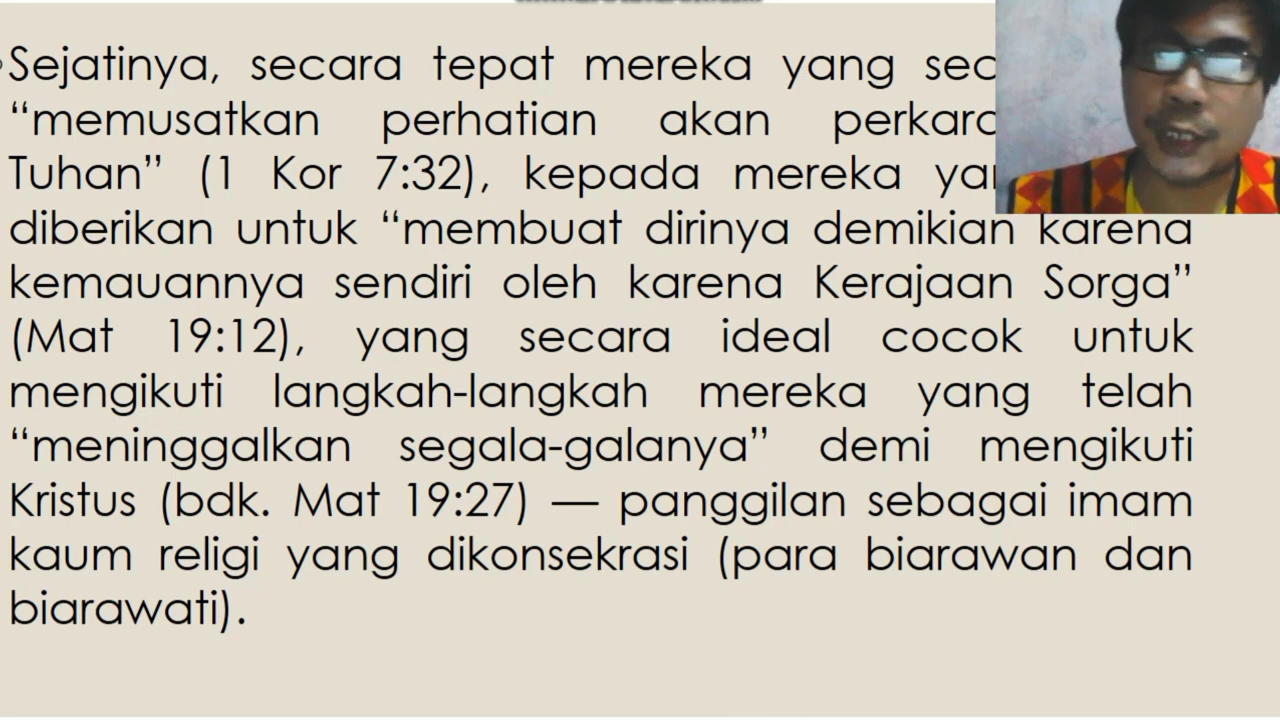 Sejatinya, secara tepat mereka yang
“memusatkan perhatian akan
Tuhan” (1 Kor 7:32), kepada mereka
diberikan untuk “membuat dirinya demikian karena
kemauannya sendiri oleh karena Kerajaan Sorga”
(Mat 19:12), yang secara ideal cocok untuk
mengikuti langkah-langkah mereka yang telah
“meninggalkan segala-galanya” demi mengikuti
Kristus (bdk. Mat 19:27) — panggilan sebagai imam
kaum religi yang dikonsekrasi (para biarawan dan
biarawati).